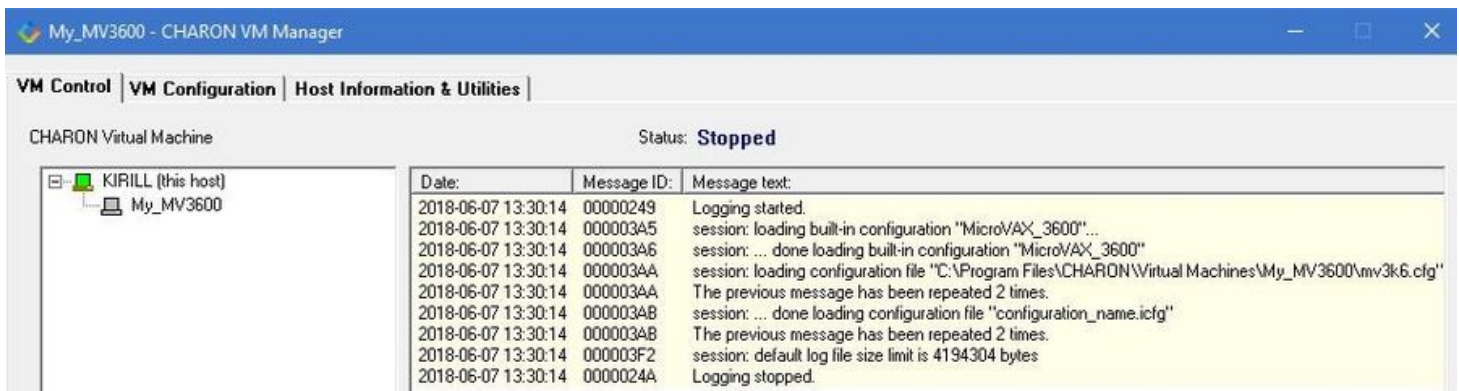 My_MV3600 - CHARON VM Manager
VM Control VM Configuration Host Information & Utilities
CHARON Virtual Machine Status: Stopped
KIRILL (this host)
My_MV3600
Date: Message ID: Message text:
2018-06-07 13:30:14 00000249 Logging started.
2018-06-07 13:30:14 000003A5 session: loading built-in configuration "MicroVAX_3600"...
2018-06-07 13:30:14 000003A6 session: ... done loading built-in configuration "MicroVAX_3600"
2018-06-07 13:30:14 000003AA session: loading configuration file "C:\Program Files\CHARON\Virtual Machines\My_MV3600\mv3k6.cfg"
2018-06-07 13:30:14 000003AA The previous message has been repeated 2 times.
2018-06-07 13:30:14 000003AB session: ... done loading configuration file "configuration_name.icfg"
2018-06-07 13:30:14 000003AB The previous message has been repeated 2 times.
2018-06-07 13:30:14 000003F2 session: default log file size limit is 4194304 bytes
2018-06-07 13:30:14 0000024A Logging stopped.